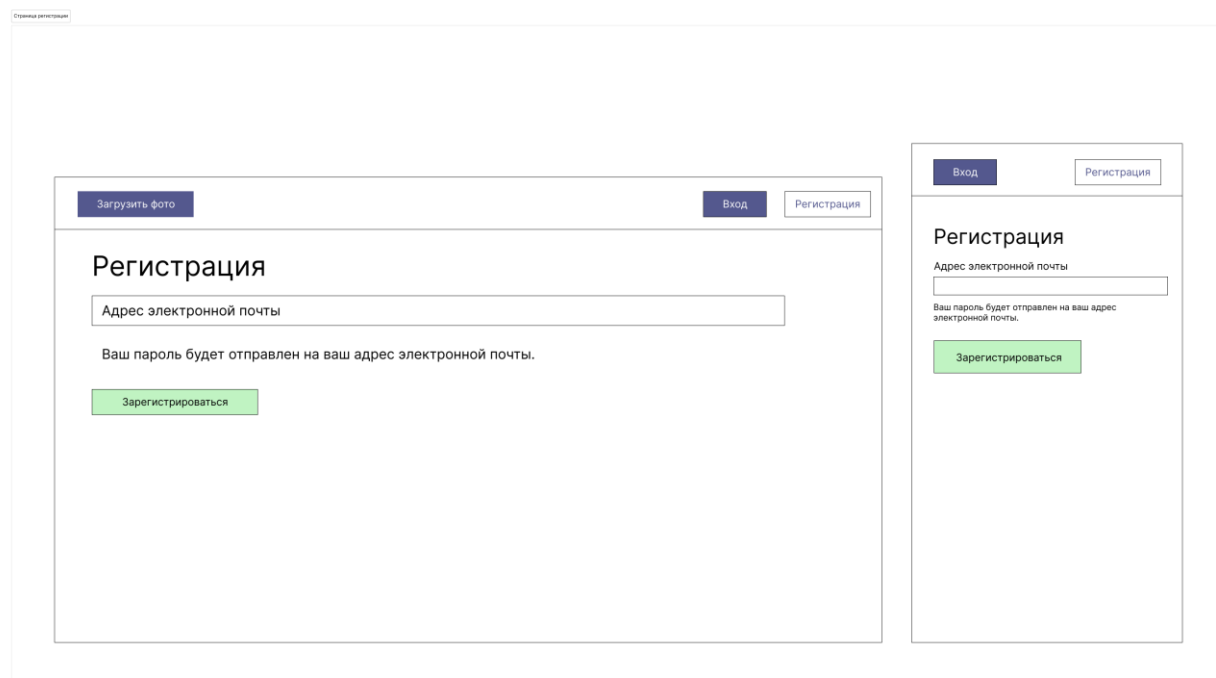 Страница регистрации
Загрузить фото
Вход
Регистрация
Регистрация
Адрес электронной почты
Ваш пароль будет отправлен на ваш адрес электронной почты.
Зарегистрироваться
Вход
Регистрация
Регистрация
Адрес электронной почты
Ваш пароль будет отправлен на ваш адрес
электронной почты.
Зарегистрироваться